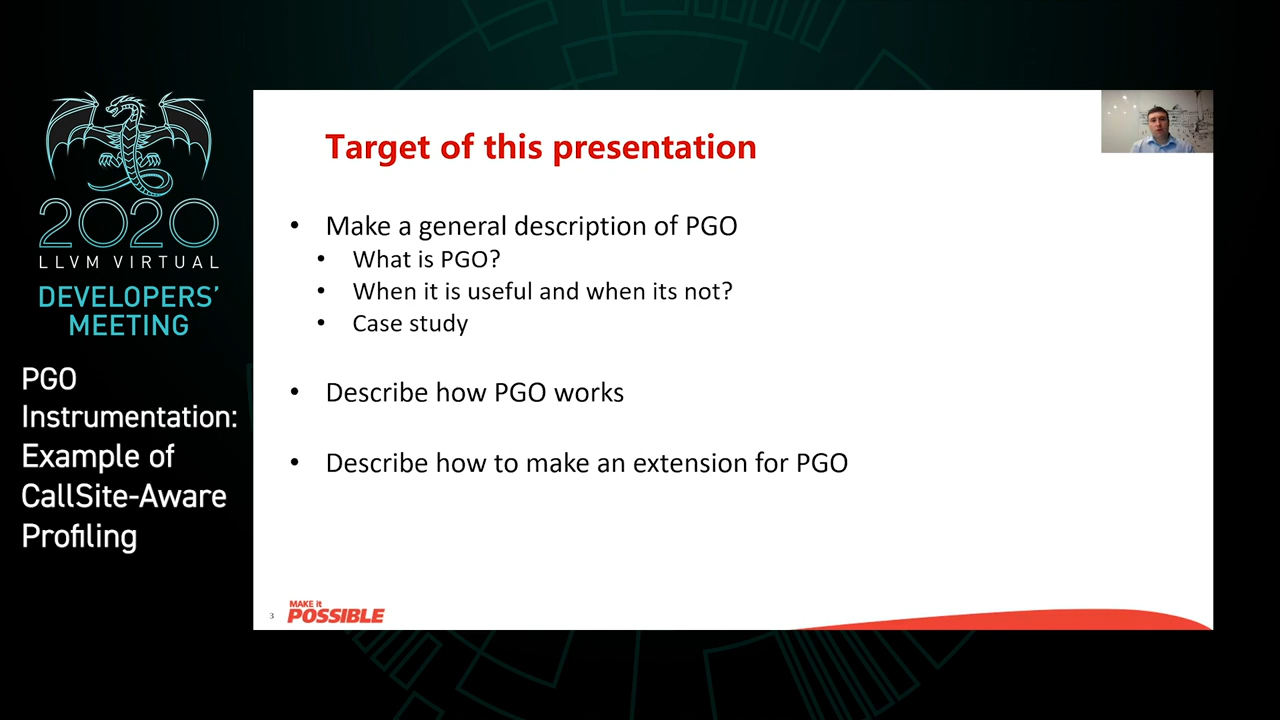 2020
LLVM VIRTUAL
DEVELOPERS’
MEETING
PGO
Instrumentation:
Example of
CallSite-Aware
Profiling
Target of this presentation
• Make a general description of PGO
• What is PGO?
• When it is useful and when its not?
• Case study
• Describe how PGO works
• Describe how to make an extension for PGO
3
MAKE it
POSSIBLE